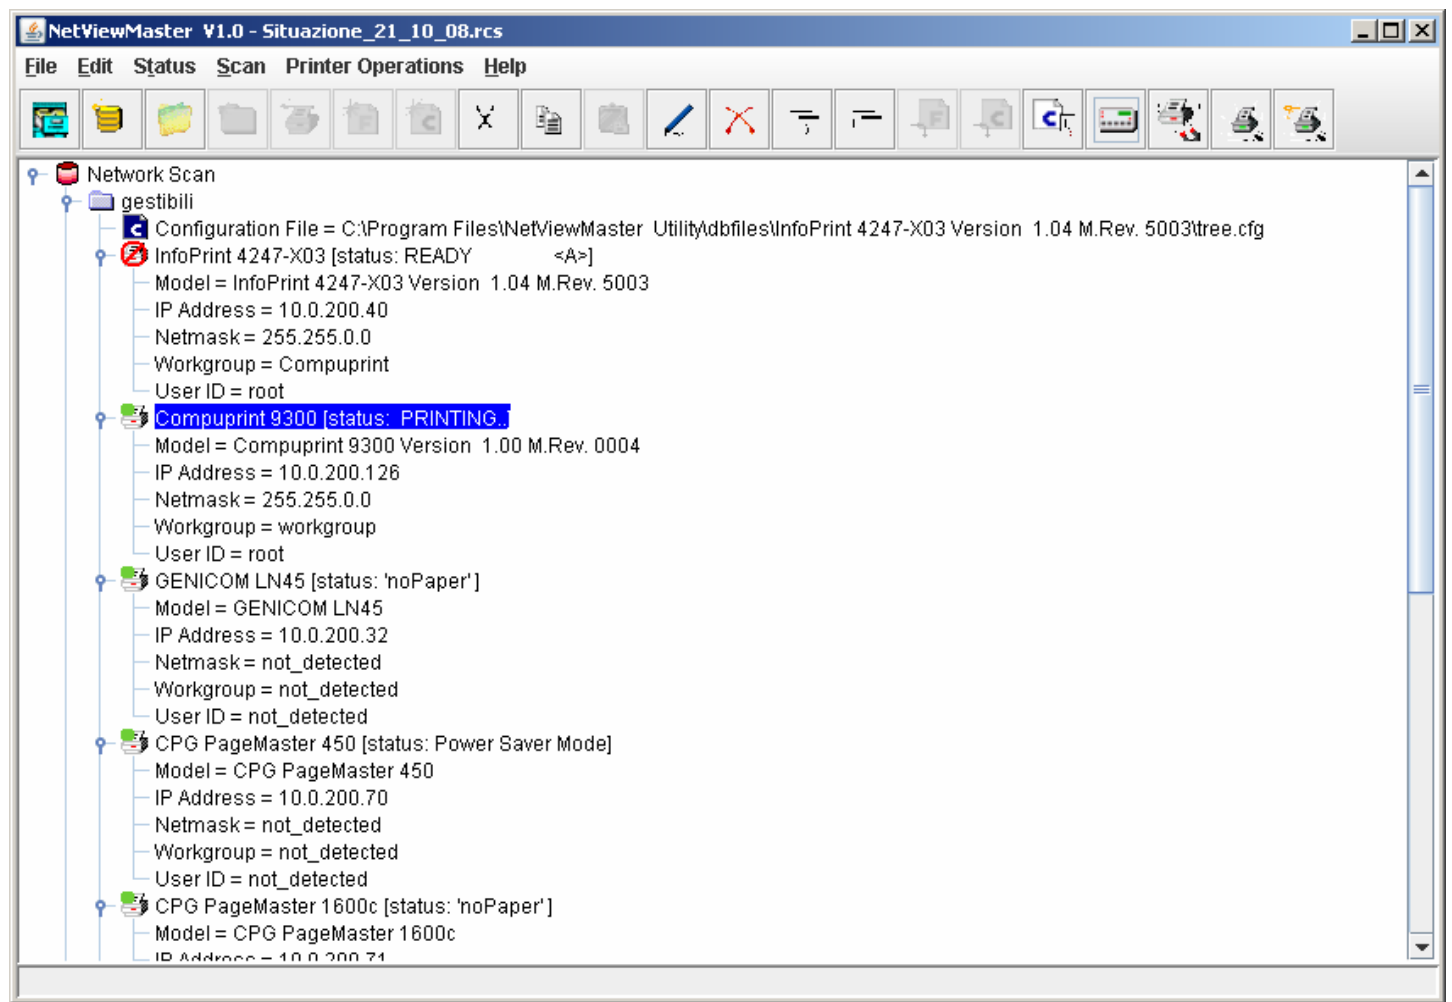 NetViewMaster V1.0 - Situazione_21_10_08.rcs
File Edit Status Scan Printer Operations Help
Network Scan
gestibili
Configuration File = C:\Program Files\NetViewMaster Utility\dbfiles\InfoPrint 4247-X03 Version 1.04 M.Rev. 5003\tree.cfg
InfoPrint 4247-X03 [status: READY <A>]
Model = InfoPrint 4247-X03 Version 1.04 M.Rev. 5003
IP Address = 10.0.200.40
Netmask = 255.255.0.0
Workgroup = Compuprint
User ID = root
Compuprint 9300 [status: PRINTING..]
Model = Compuprint 9300 Version 1.00 M.Rev. 0004
IP Address = 10.0.200.126
Netmask = 255.255.0.0
Workgroup = workgroup
User ID = root
GENICOM LN45 [status: 'noPaper']
Model = GENICOM LN45
IP Address = 10.0.200.32
Netmask = not_detected
Workgroup = not_detected
User ID = not_detected
CPG PageMaster 450 [status: Power Saver Mode]
Model = CPG PageMaster 450
IP Address = 10.0.200.70
Netmask = not_detected
Workgroup = not_detected
User ID = not_detected
CPG PageMaster 1600c [status: 'noPaper']
Model = CPG PageMaster 1600c
IP Address = 10.0.200.71